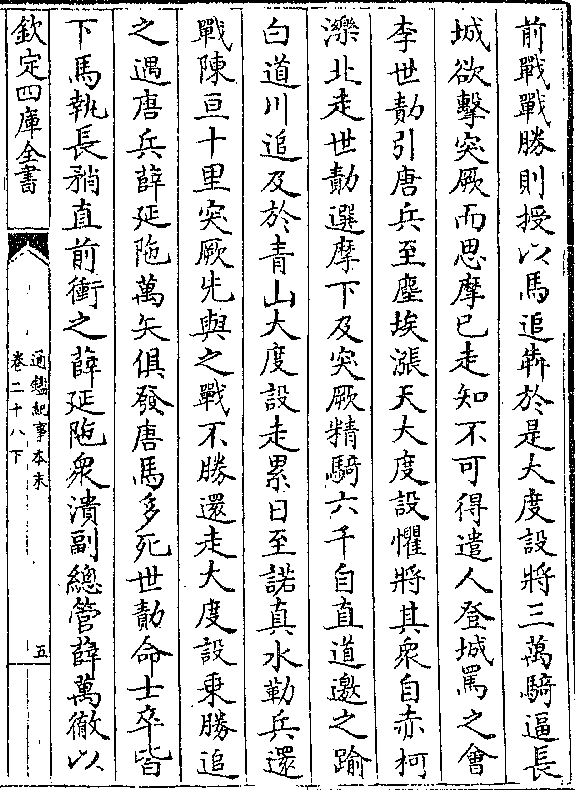 前戰戰勝則授以馬追犇於是大度設將三萬騎逼長
城欲擊突厥而思摩已走知不可得遣人登城罵之會
李世勣引唐兵至塵埃漲天大度設懼將其衆自赤柯
濼北走世勣選麾下及突厥精騎六千自直道邀之踰
白道川追及於青山大度設走累日至諾真水勒兵還
戰陳亘十里突厥先與之戰不勝還走大度設乗勝追
之遇唐兵薛延陁萬矢俱發唐馬多死世勣命士卒皆
下馬執長矟直前衝之薛延陁衆潰副總管薛萬徹以
欽定四庫全書
通鑑紀事本末
卷二十八下
五